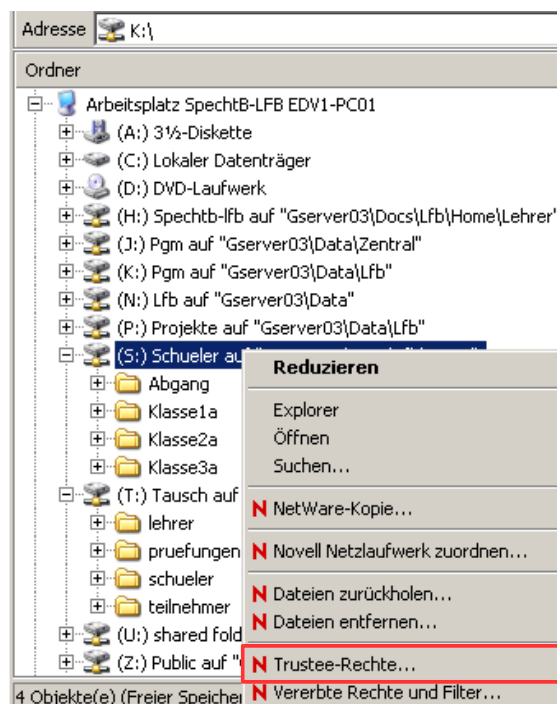 Adresse K:\
Ordner
Arbeitsplatz SpechtB-LFB EDV1-PC01
(A:) 3½-Diskette
(C:) Lokaler Datenträger
(D:) DVD-Laufwerk
(H:) Spechtb-lfb auf "Gserver03\Docs\Lfb\Home\Lehrer"
(J:) Pgm auf "Gserver03\Data\Zentral"
(K:) Pgm auf "Gserver03\Data\Lfb"
(N:) Lfb auf "Gserver03\Data"
(P:) Projekte auf "Gserver03\Data\Lfb"
(S:) Schueler
Abgang
Klasse1a
Klasse2a
Klasse3a
(T:) Tausch auf
lehrer
pruefungen
schueler
teilnehmer
(U:) shared fold
(Z:) Public auf "
4 Objekte(e) (Freier Speicher
Reduzieren
Explorer
Öffnen
Suchen...
NetWare-Kopie...
Novell Netzlaufwerk zuordnen...
Dateien zurückholen...
Dateien entfernen...
Trustee-Rechte...
Vererbte Rechte und Filter...